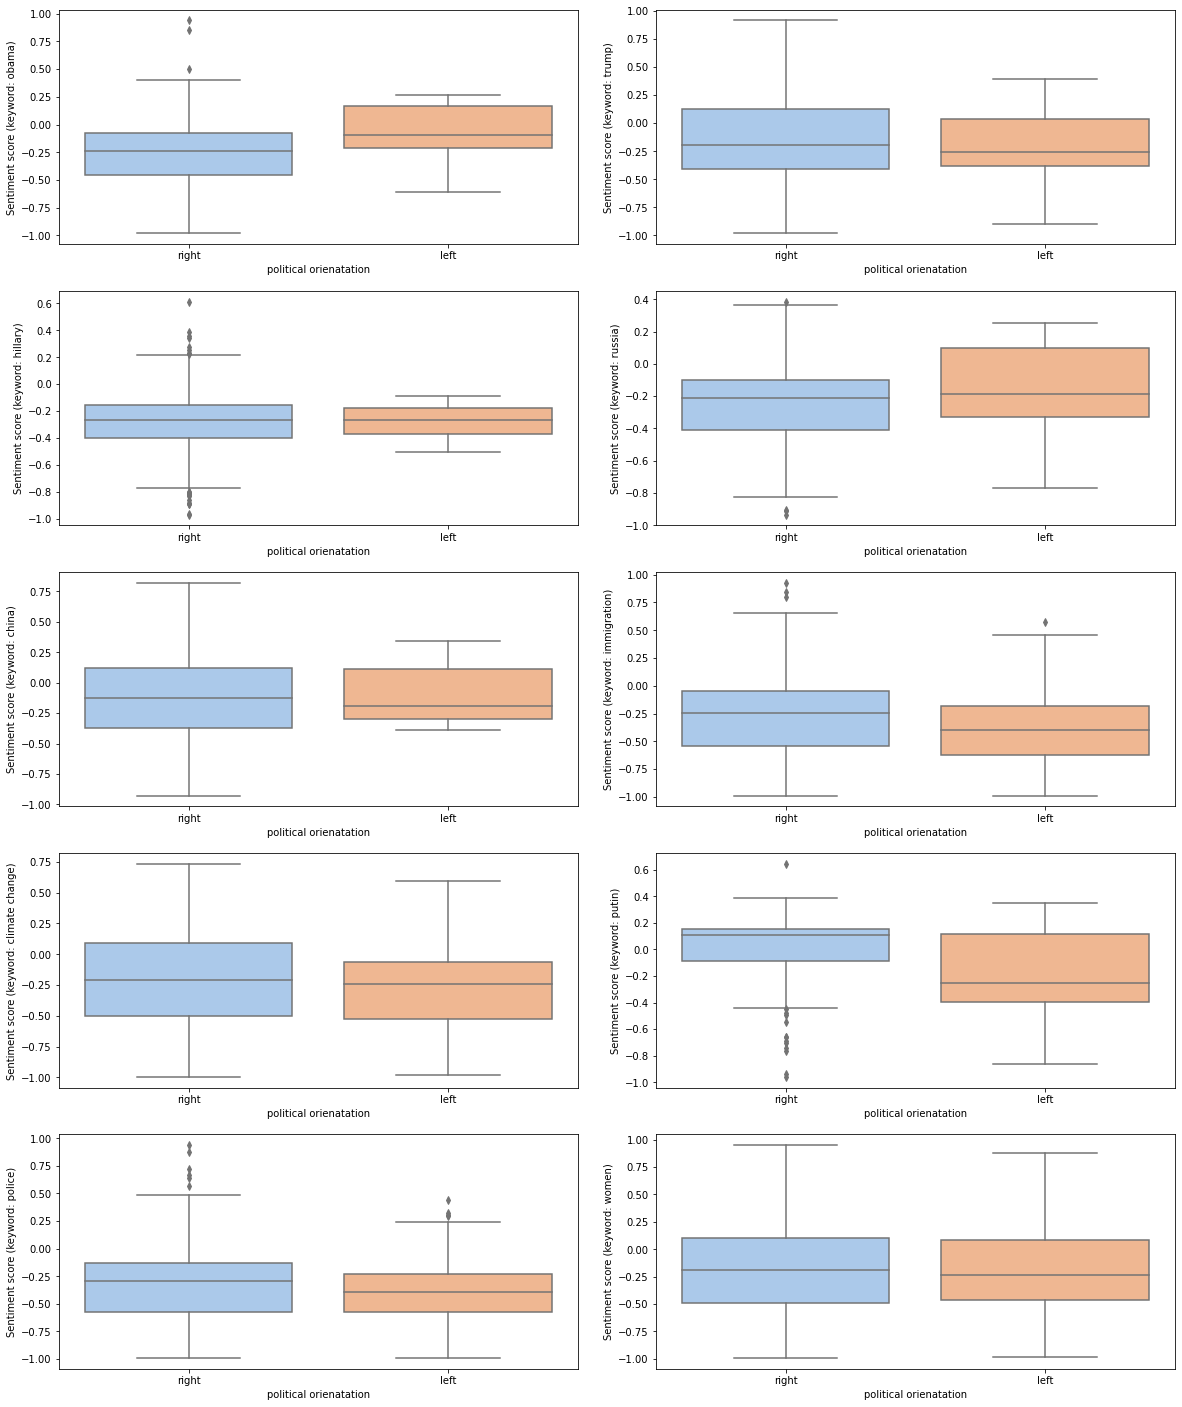 1.00
0.75
0.50
0.25
0.00
−0.25
−0.50
−0.75
−1.00
Sentiment score (keyword: obama)
right
left
political orienatation
1.00
0.75
0.50
0.25
0.00
−0.25
−0.50
−0.75
−1.00
Sentiment score (keyword: trump)
right
left
political orienatation
0.6
0.4
0.2
0.0
−0.2
−0.4
−0.6
−0.8
−1.0
Sentiment score (keyword: hillary)
right
left
political orienatation
0.4
0.2
0.0
−0.2
−0.4
−0.6
−0.8
−1.0
Sentiment score (keyword: russia)
right
left
political orienatation
0.75
0.50
0.25
0.00
−0.25
−0.50
−0.75
−1.00
Sentiment score (keyword: china)
right
left
political orienatation
1.00
0.75
0.50
0.25
0.00
−0.25
−0.50
−0.75
−1.00
Sentiment score (keyword: immigration)
right
left
political orienatation
0.75
0.50
0.25
0.00
−0.25
−0.50
−0.75
−1.00
Sentiment score (keyword: climate change)
right
left
political orienatation
0.6
0.4
0.2
0.0
−0.2
−0.4
−0.6
−0.8
−1.0
Sentiment score (keyword: putin)
right
left
political orienatation
1.00
0.75
0.50
0.25
0.00
−0.25
−0.50
−0.75
−1.00
Sentiment score (keyword: police)
right
left
political orienatation
1.00
0.75
0.50
0.25
0.00
−0.25
−0.50
−0.75
−1.00
Sentiment score (keyword: women)
right
left
political orienatation